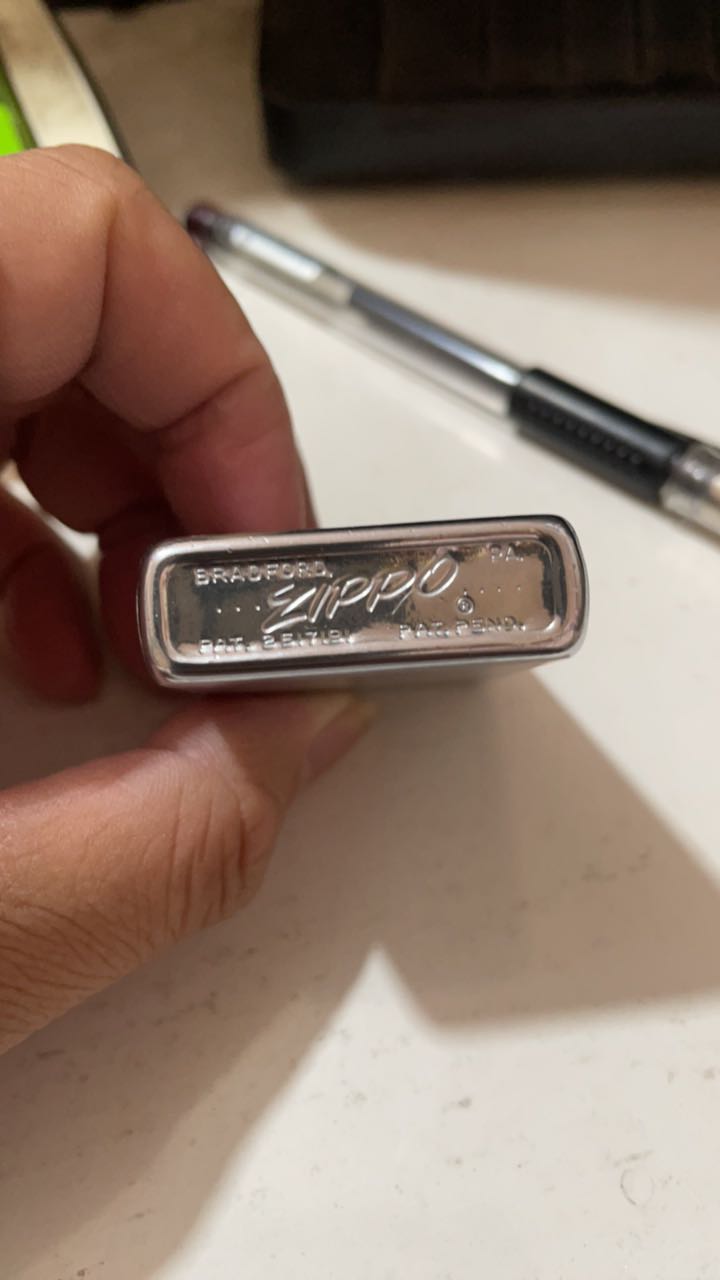 BRADFORD, PA.
...ZIPPO®....
PAT. 2517191 PAT. PEND.